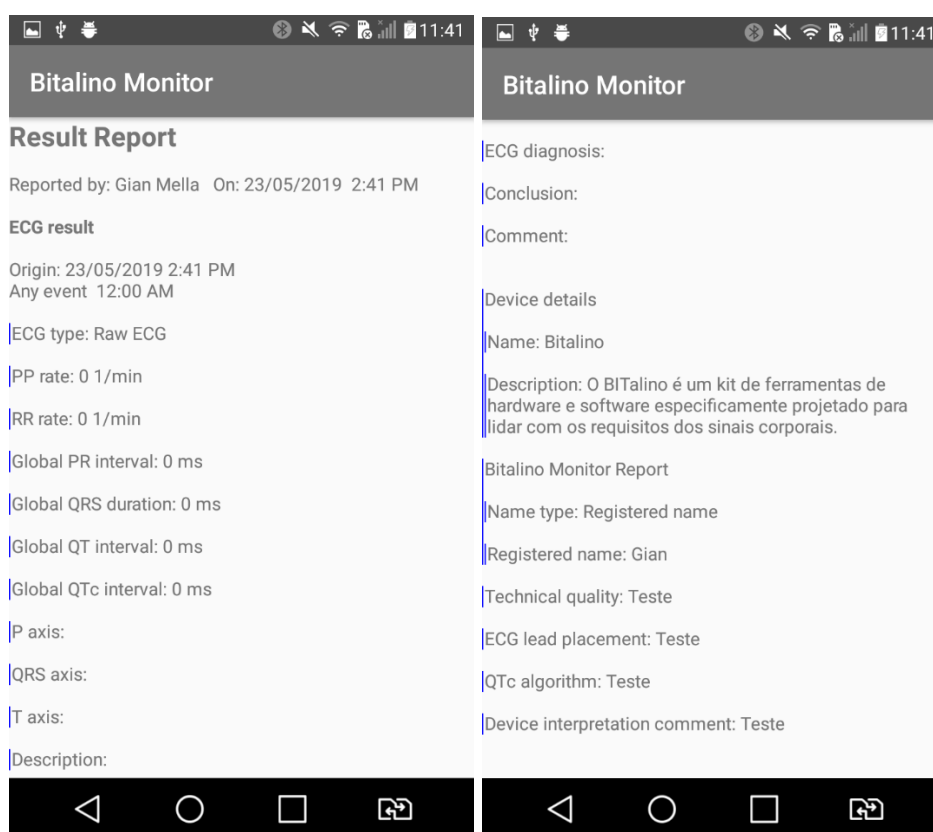 11:41
Bitalino Monitor
Result Report
Reported by: Gian Mella On: 23/05/2019 2:41 PM
ECG result
Origin: 23/05/2019 2:41 PM
Any event 12:00 AM
ECG type: Raw ECG
PP rate: 0 1/min
RR rate: 0 1/min
Global PR interval: 0 ms
Global QRS duration: 0 ms
Global QT interval: 0 ms
Global QTc interval: 0 ms
P axis:
QRS axis:
T axis:
Description:
11:41
Bitalino Monitor
ECG diagnosis:
Conclusion:
Comment:
Device details
Name: Bitalino
Description: O BITalino é um kit de ferramentas de
hardware e software especificamente projetado para
lidar com os requisitos dos sinais corporais.
Bitalino Monitor Report
Name type: Registered name
Registered name: Gian
Technical quality: Teste
ECG lead placement: Teste
QTc algorithm: Teste
Device interpretation comment: Teste